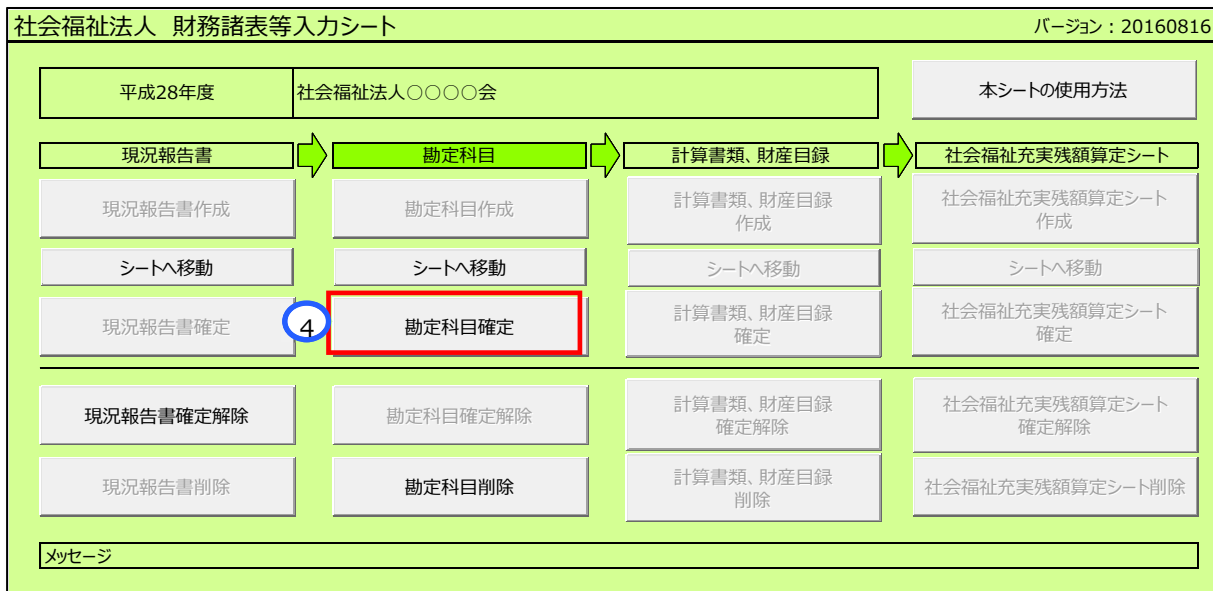 社会福祉法人　財務諸表等入力シート
バージョン：20160816
平成28年度
社会福祉法人○○○○会
本シートの使用方法
現況報告書
勘定科目
計算書類、財産目録
社会福祉充実残額算定シート
現況報告書作成
勘定科目作成
計算書類、財産目録
作成
社会福祉充実残額算定シート
作成
シートへ移動
シートへ移動
シートへ移動
シートへ移動
現況報告書確定
4
勘定科目確定
計算書類、財産目録
確定
社会福祉充実残額算定シート
確定
現況報告書確定解除
勘定科目確定解除
計算書類、財産目録
確定解除
社会福祉充実残額算定シート
確定解除
現況報告書削除
勘定科目削除
計算書類、財産目録
削除
社会福祉充実残額算定シート削除
メッセージ